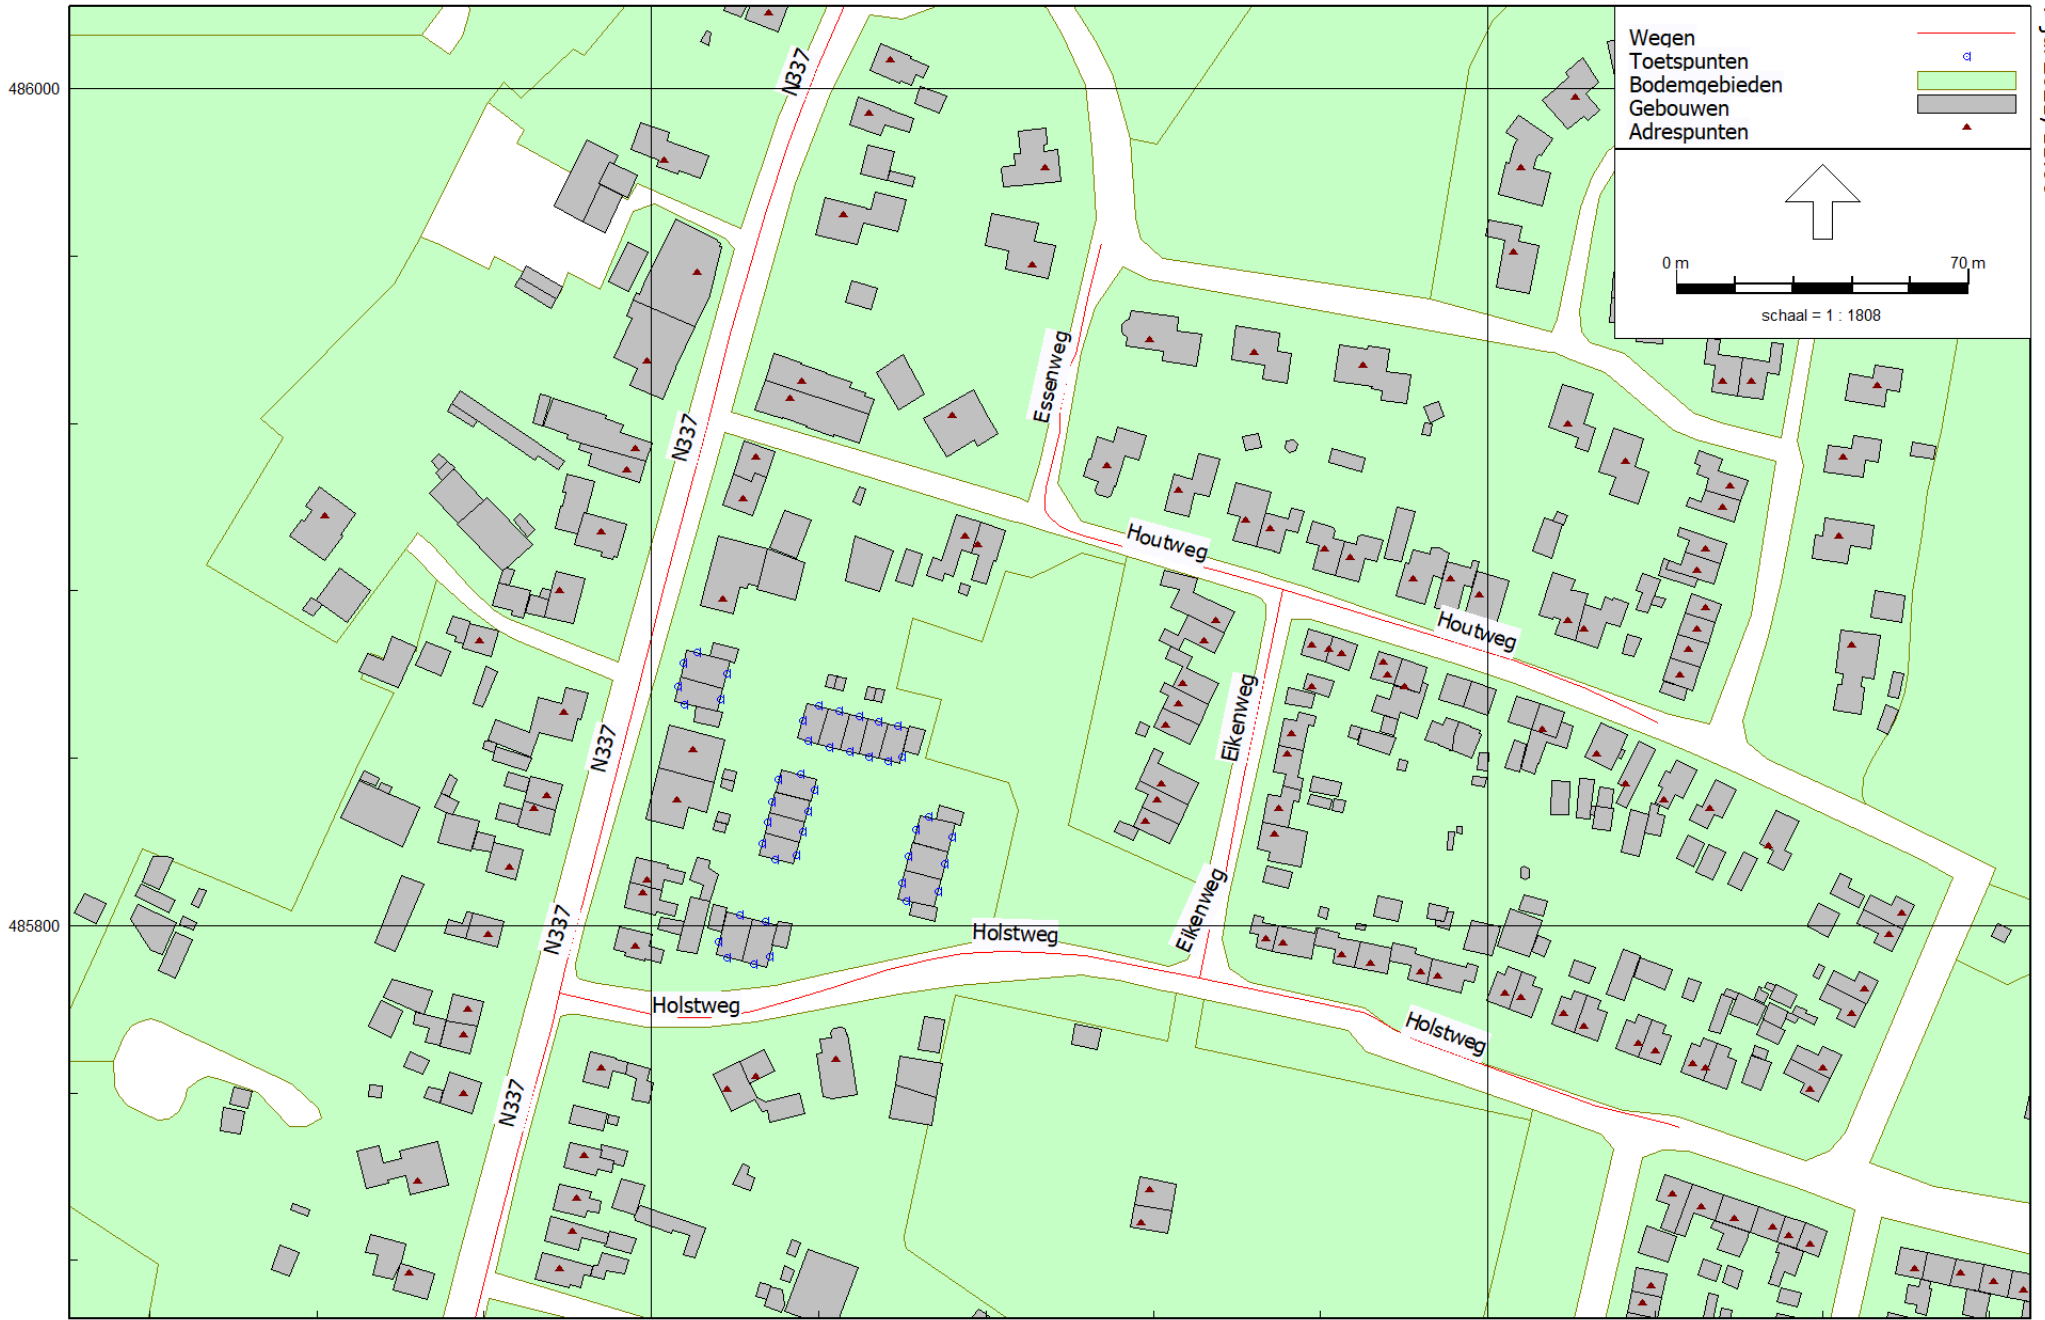 Wegen
Toetspunten
Bodemgebieden
Gebouwen
Adrespunten
0 m
70 m
schaal = 1 : 1808
486000
485800
N337
N337
N337
N337
N337
Essenweg
Houtweg
Houtweg
Eikenweg
Eikenweg
Holstweg
Holstweg
Holstweg